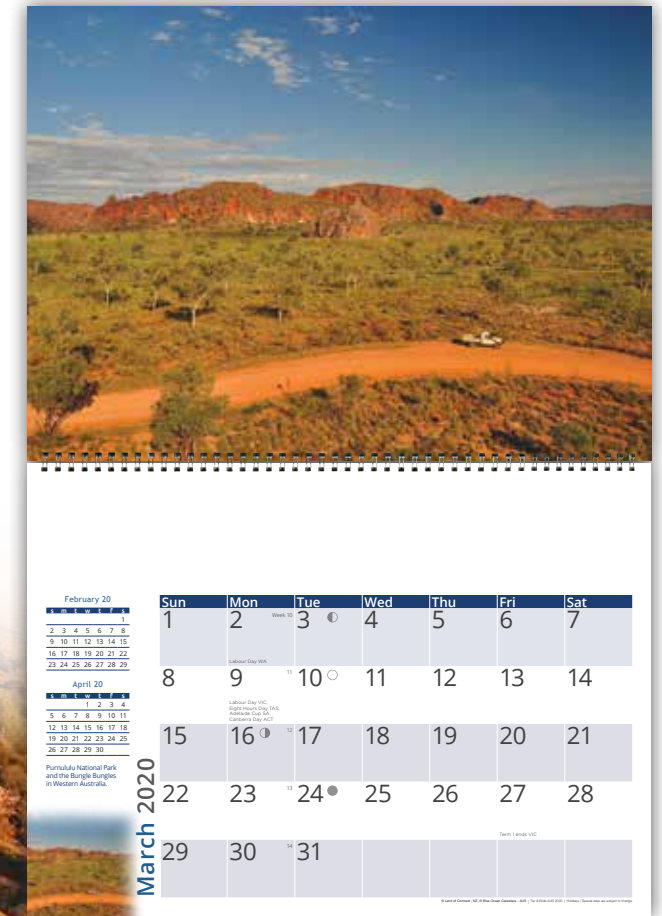 February 20
s m t w t f s
1
2 3 4 5 6 7 8
9 10 11 12 13 14 15
16 17 18 19 20 21 22
23 24 25 26 27 28 29
April 20
s m t w t f s
1 2 3 4
5 6 7 8 9 10 11
12 13 14 15 16 17 18
19 20 21 22 23 24 25
26 27 28 29 30
Purnululu National Park
and the Bungle Bungles
in Western Australia.
March 2020
Sun Mon Tue Wed Thu Fri Sat
1 2 Week 10 3 4 5 6 7
Labour Day WA
8 9 11 10 11 12 13 14
Labour Day VIC,
Eight Hours Day TAS,
Adelaide Cup SA,
Canberra Day ACT
15 16 12 17 18 19 20 21
22 23 13 24 25 26 27 28
Term 1 ends VIC
29 30 14 31